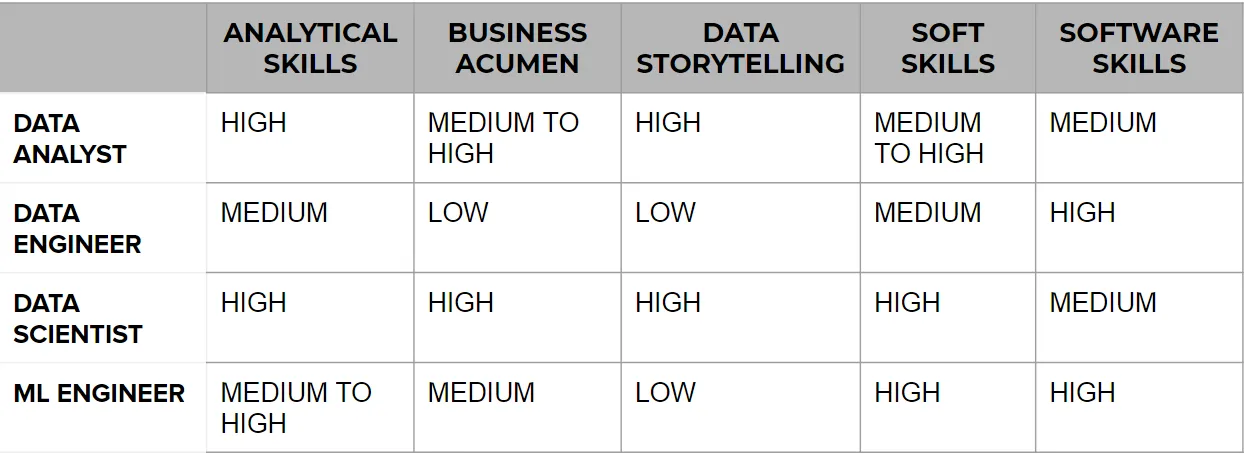 ANALYTICAL SKILLS BUSINESS ACUMEN DATA STORYTELLING SOFT SKILLS SOFTWARE SKILLS
DATA ANALYST HIGH MEDIUM TO HIGH HIGH MEDIUM TO HIGH MEDIUM
DATA ENGINEER MEDIUM LOW LOW MEDIUM HIGH
DATA SCIENTIST HIGH HIGH HIGH HIGH MEDIUM
ML ENGINEER MEDIUM TO HIGH MEDIUM LOW HIGH HIGH